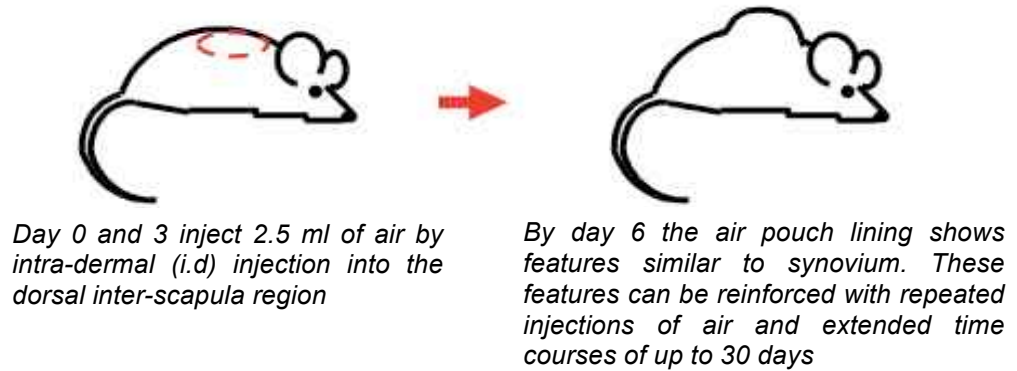 Day 0 and 3 inject 2.5 ml of air by
intra-dermal (i.d) injection into the
dorsal inter-scapula region
By day 6 the air pouch lining shows
features similar to synovium. These
features can be reinforced with repeated
injections of air and extended time
courses of up to 30 days